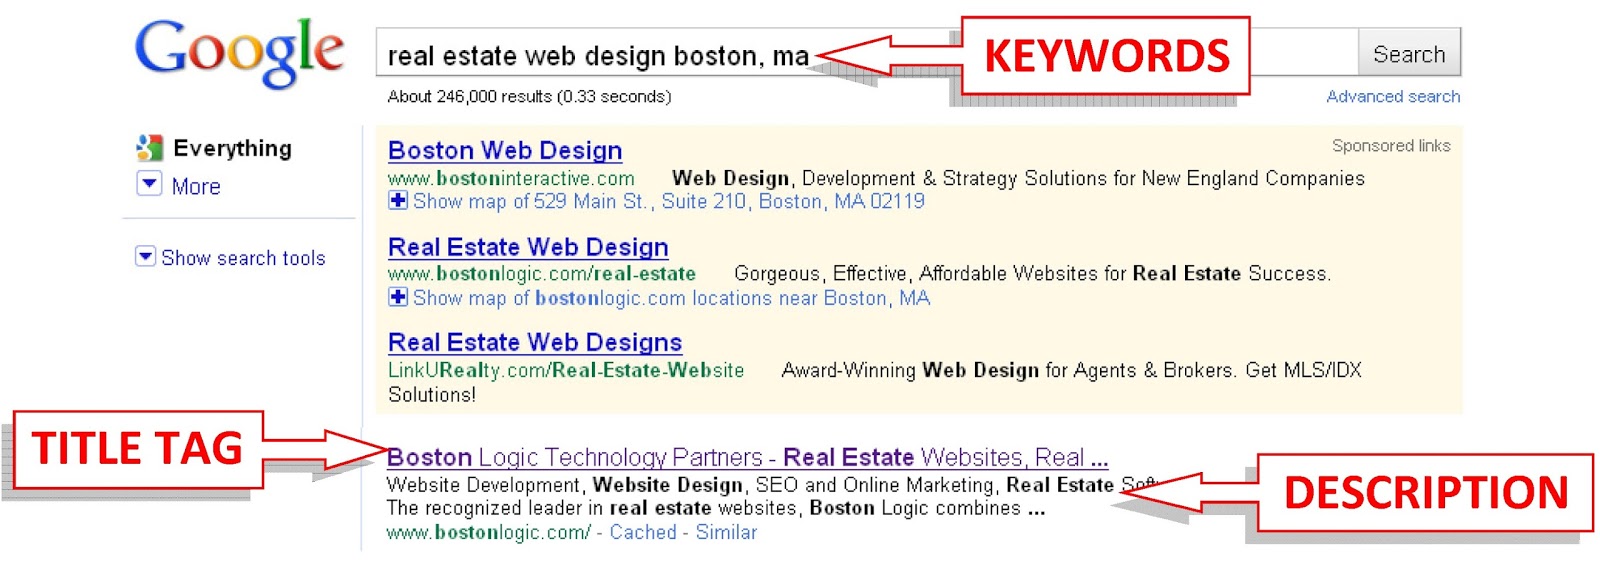 Google
real estate web design boston, ma
KEYWORDS
Search
About 246,000 results (0.33 seconds)
Advanced search
Everything
More
Show search tools
Sponsored links
Boston Web Design
www.bostoninteractive.com Web Design, Development & Strategy Solutions for New England Companies
Show map of 529 Main St., Suite 210, Boston, MA 02119
Real Estate Web Design
www.bostonlogic.com/real-estate Gorgeous, Effective, Affordable Websites for Real Estate Success.
Show map of bostonlogic.com locations near Boston, MA
Real Estate Web Designs
LinkURealty.com/Real-Estate-Website Award-Winning Web Design for Agents & Brokers. Get MLS/IDX
Solutions!
TITLE TAG
Boston Logic Technology Partners - Real Estate Websites, Real ...
Website Development, Website Design, SEO and Online Marketing, Real Estate
The recognized leader in real estate websites, Boston Logic combines ...
www.bostonlogic.com/ - Cached - Similar
DESCRIPTION